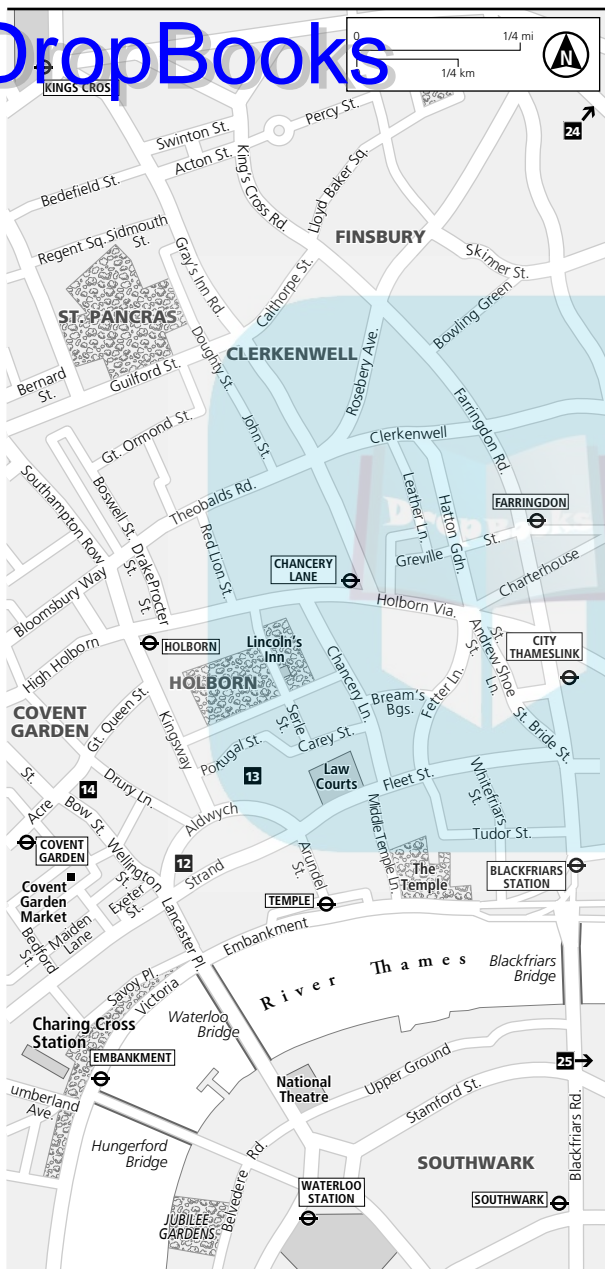 DropBooks
0
1/4 mi
1/4 km
N
KINGS CROSS
24
Percy St.
Swinton St.
Acton St.
King's Cross Rd.
Lloyd Baker Sq.
Bedefield St.
FINSBURY
Regent Sq.
Sidmouth
St.
Gray's Inn Rd.
Calthorpe St.
Skinner St.
Bowling Green
ST. PANCRAS
CLERKENWELL
Doughty St.
Rosebery Ave.
Bernard
St.
Guilford St.
John St.
Farringdon Rd.
Clerkenwell
Gt. Ormond St.
Southampton Row
Boswell St.
Theobalds Rd.
Leather Ln.
Hatton Gdn.
DropBooks
FARRINGDON
Red Lion St.
Drake
St.
Procter
St.
CHANCERY
LANE
Greville
St.
Charterhouse
Bloomsbury Way
Holborn Via.
HOLBORN
Lincoln's
Inn
St.
Andrew
St.
Shoe
Ln.
CITY
THAMESLINK
High Holborn
HOLBORN
Chancery Ln.
Bream's
Bgs.
Fetter Ln.
COVENT
GARDEN
Gt. Queen St.
Kingsway
Serle
St.
Carey St.
St. Bride St.
Portugal St.
13
Law
Courts
Fleet St.
Whitefriars
St.
St.
Acre
14
Drury Ln.
Bow St.
Aldwych
Middle Temple Ln.
Tudor St.
COVENT
GARDEN
Wellington
St.
12
Strand
Arundel
St.
The
Temple
BLACKFRIARS
STATION
Covent
Garden
Market
Exeter
St.
TEMPLE
Maiden
Lane
Bedford
St.
Lancaster Pl.
Embankment
River Thames
Blackfriars
Bridge
Savoy Pl.
Victoria
Waterloo
Bridge
Charing Cross
Station
EMBANKMENT
25
National
Theatre
Upper Ground
Stamford St.
umberland
Ave.
Hungerford
Bridge
Blackfriars Rd.
SOUTHWARK
Belvedere Rd.
WATERLOO
STATION
SOUTHWARK
JUBILEE
GARDENS